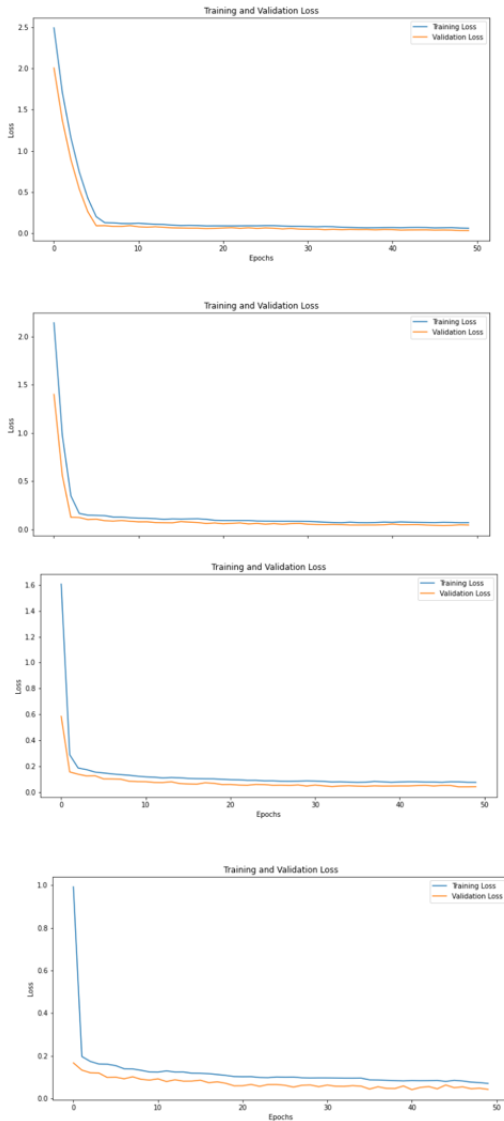 Training and Validation Loss
Training Loss
Validation Loss
2.5
2.0
1.5
1.0
0.5
0.0
Loss
0 10 20 30 40 50
Epochs
Training and Validation Loss
Training Loss
Validation Loss
2.0
1.5
1.0
0.5
0.0
Loss
Training and Validation Loss
Training Loss
Validation Loss
1.6
1.4
1.2
1.0
0.8
0.6
0.4
0.2
0.0
Loss
0 10 20 30 40 50
Epochs
Training and Validation Loss
Training Loss
Validation Loss
1.0
0.8
0.6
0.4
0.2
0.0
Loss
0 10 20 30 40 50
Epochs